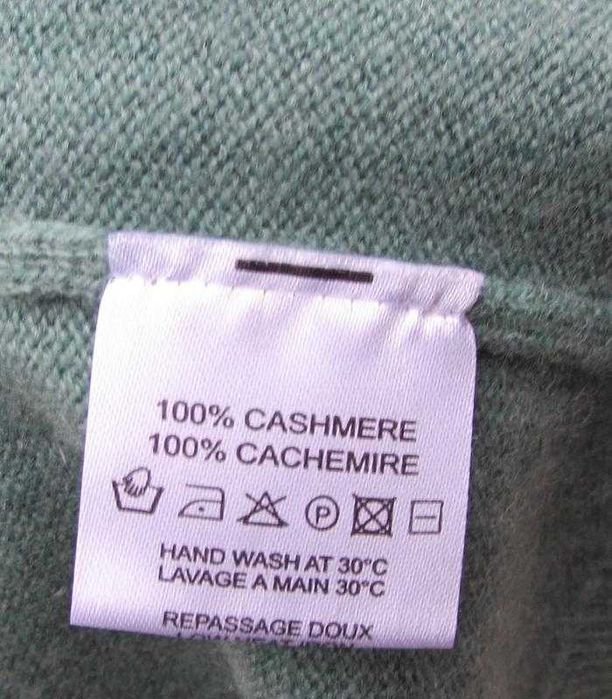 100% CASHMERE
100% CACHEMIRE
P
HAND WASH AT 30°C
LAVAGE A MAIN 30°C
REPASSAGE DOUX